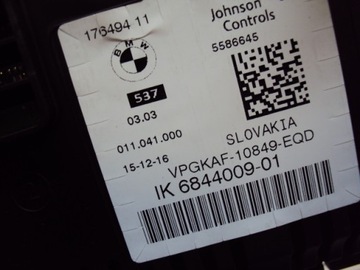 176494 11
Johnson
Controls
BMW
5586645
537
03.03
011.041.000
SLOVAKIA
15-12-16
VPGKAF-10849-EQD
IK 6844009-01